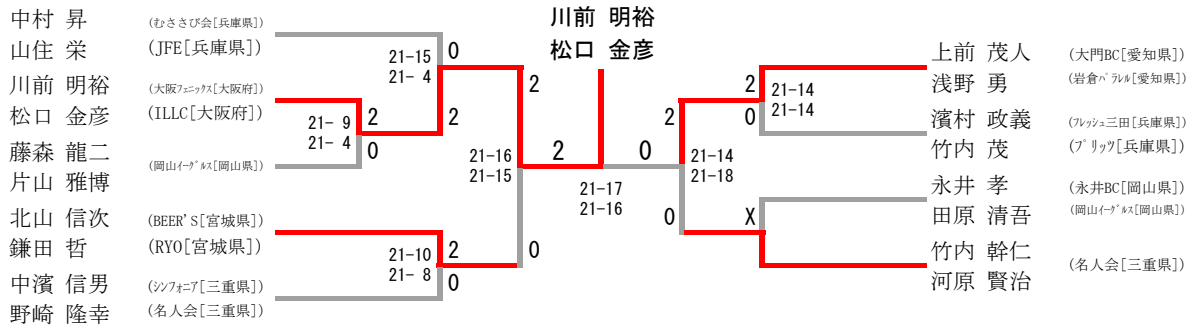 川前 明裕
松口 金彦
中村 昇 (むささび会[兵庫県])
山住 栄 (JFE[兵庫県])
川前 明裕 (大阪フェニックス[大阪府])
松口 金彦 (ILLC[大阪府])
藤森 龍二 (岡山イーグルス[岡山県])
片山 雅博
北山 信次 (BEER'S[宮城県])
鎌田 哲 (RYO[宮城県])
中濱 信男 (シンフォニア[三重県])
野崎 隆幸 (名人会[三重県])
0
21-15
21- 4
2
2
21- 9
21- 4
0
2
21-16
21-15
0
2
21-10
21- 8
0
2
0
21-17
21-16
2
21-14
21-18
0
2
21-14
21-14
0
X
上前 茂人 (大門BC[愛知県])
浅野 勇 (岩倉パラレル[愛知県])
濱村 政義 (フレッシュ三田[兵庫県])
竹内 茂 (ブリッツ[兵庫県])
永井 孝 (永井BC[岡山県])
田原 清吾 (岡山イーグルス[岡山県])
竹内 幹仁
河原 賢治
(名人会[三重県])